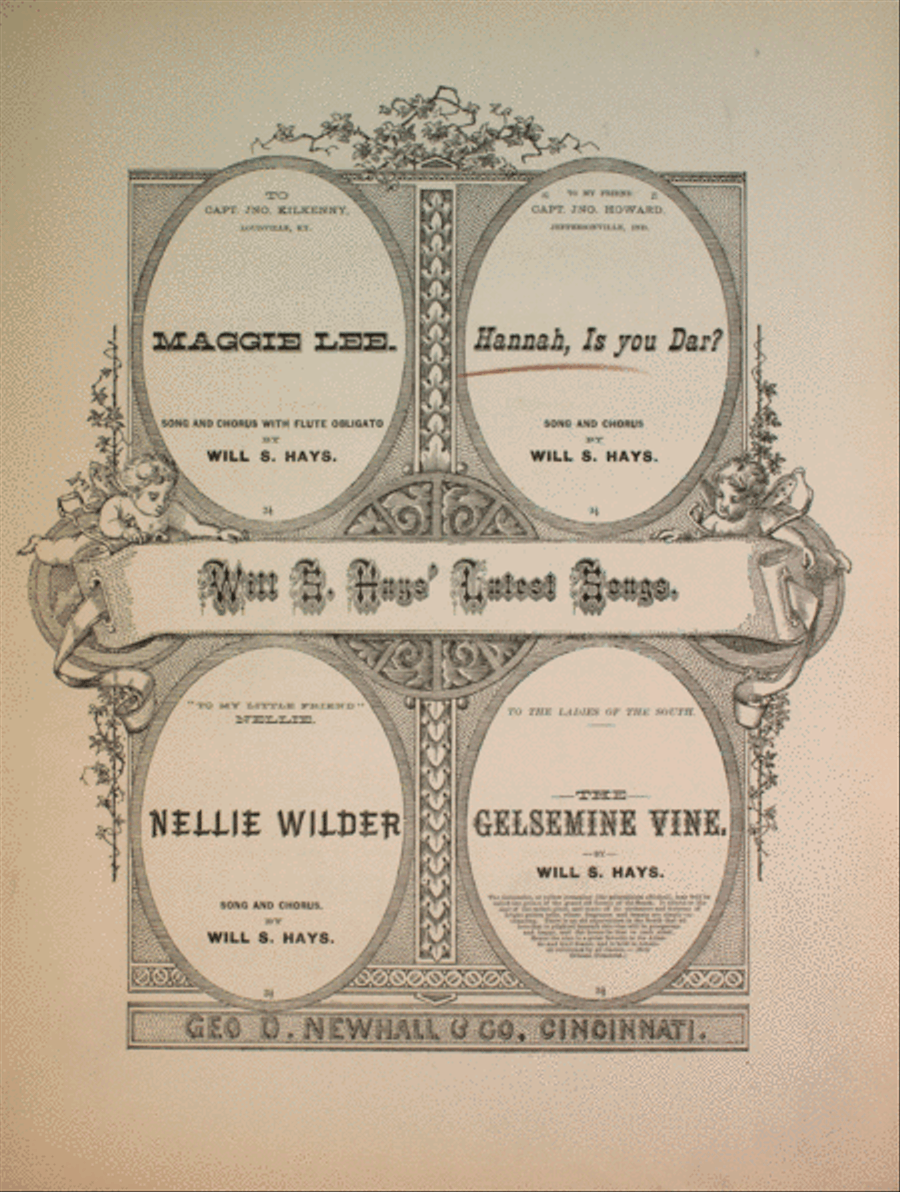 TO
CAPT. JNO. KILKENNY,
LOUISVILLE, KY.
MAGGIE LEE.
SONG AND CHORUS WITH FLUTE OBLIGATO
BY
WILL S. HAYS.
TO MY FRIEND
CAPT. JNO. HOWARD,
JEFFERSONVILLE, IND.
Hannah, Is you Dar?
SONG AND CHORUS
BY
WILL S. HAYS.
Will S. Hays' Latest Songs.
"TO MY LITTLE FRIEND"
NELLIE.
NELLIE WILDER
SONG AND CHORUS.
BY
WILL S. HAYS.
TO THE LADIES OF THE SOUTH.
THE
GELSEMINE VINE.
BY
WILL S. HAYS.
GEO D. NEWHALL & CO, CINCINNATI.